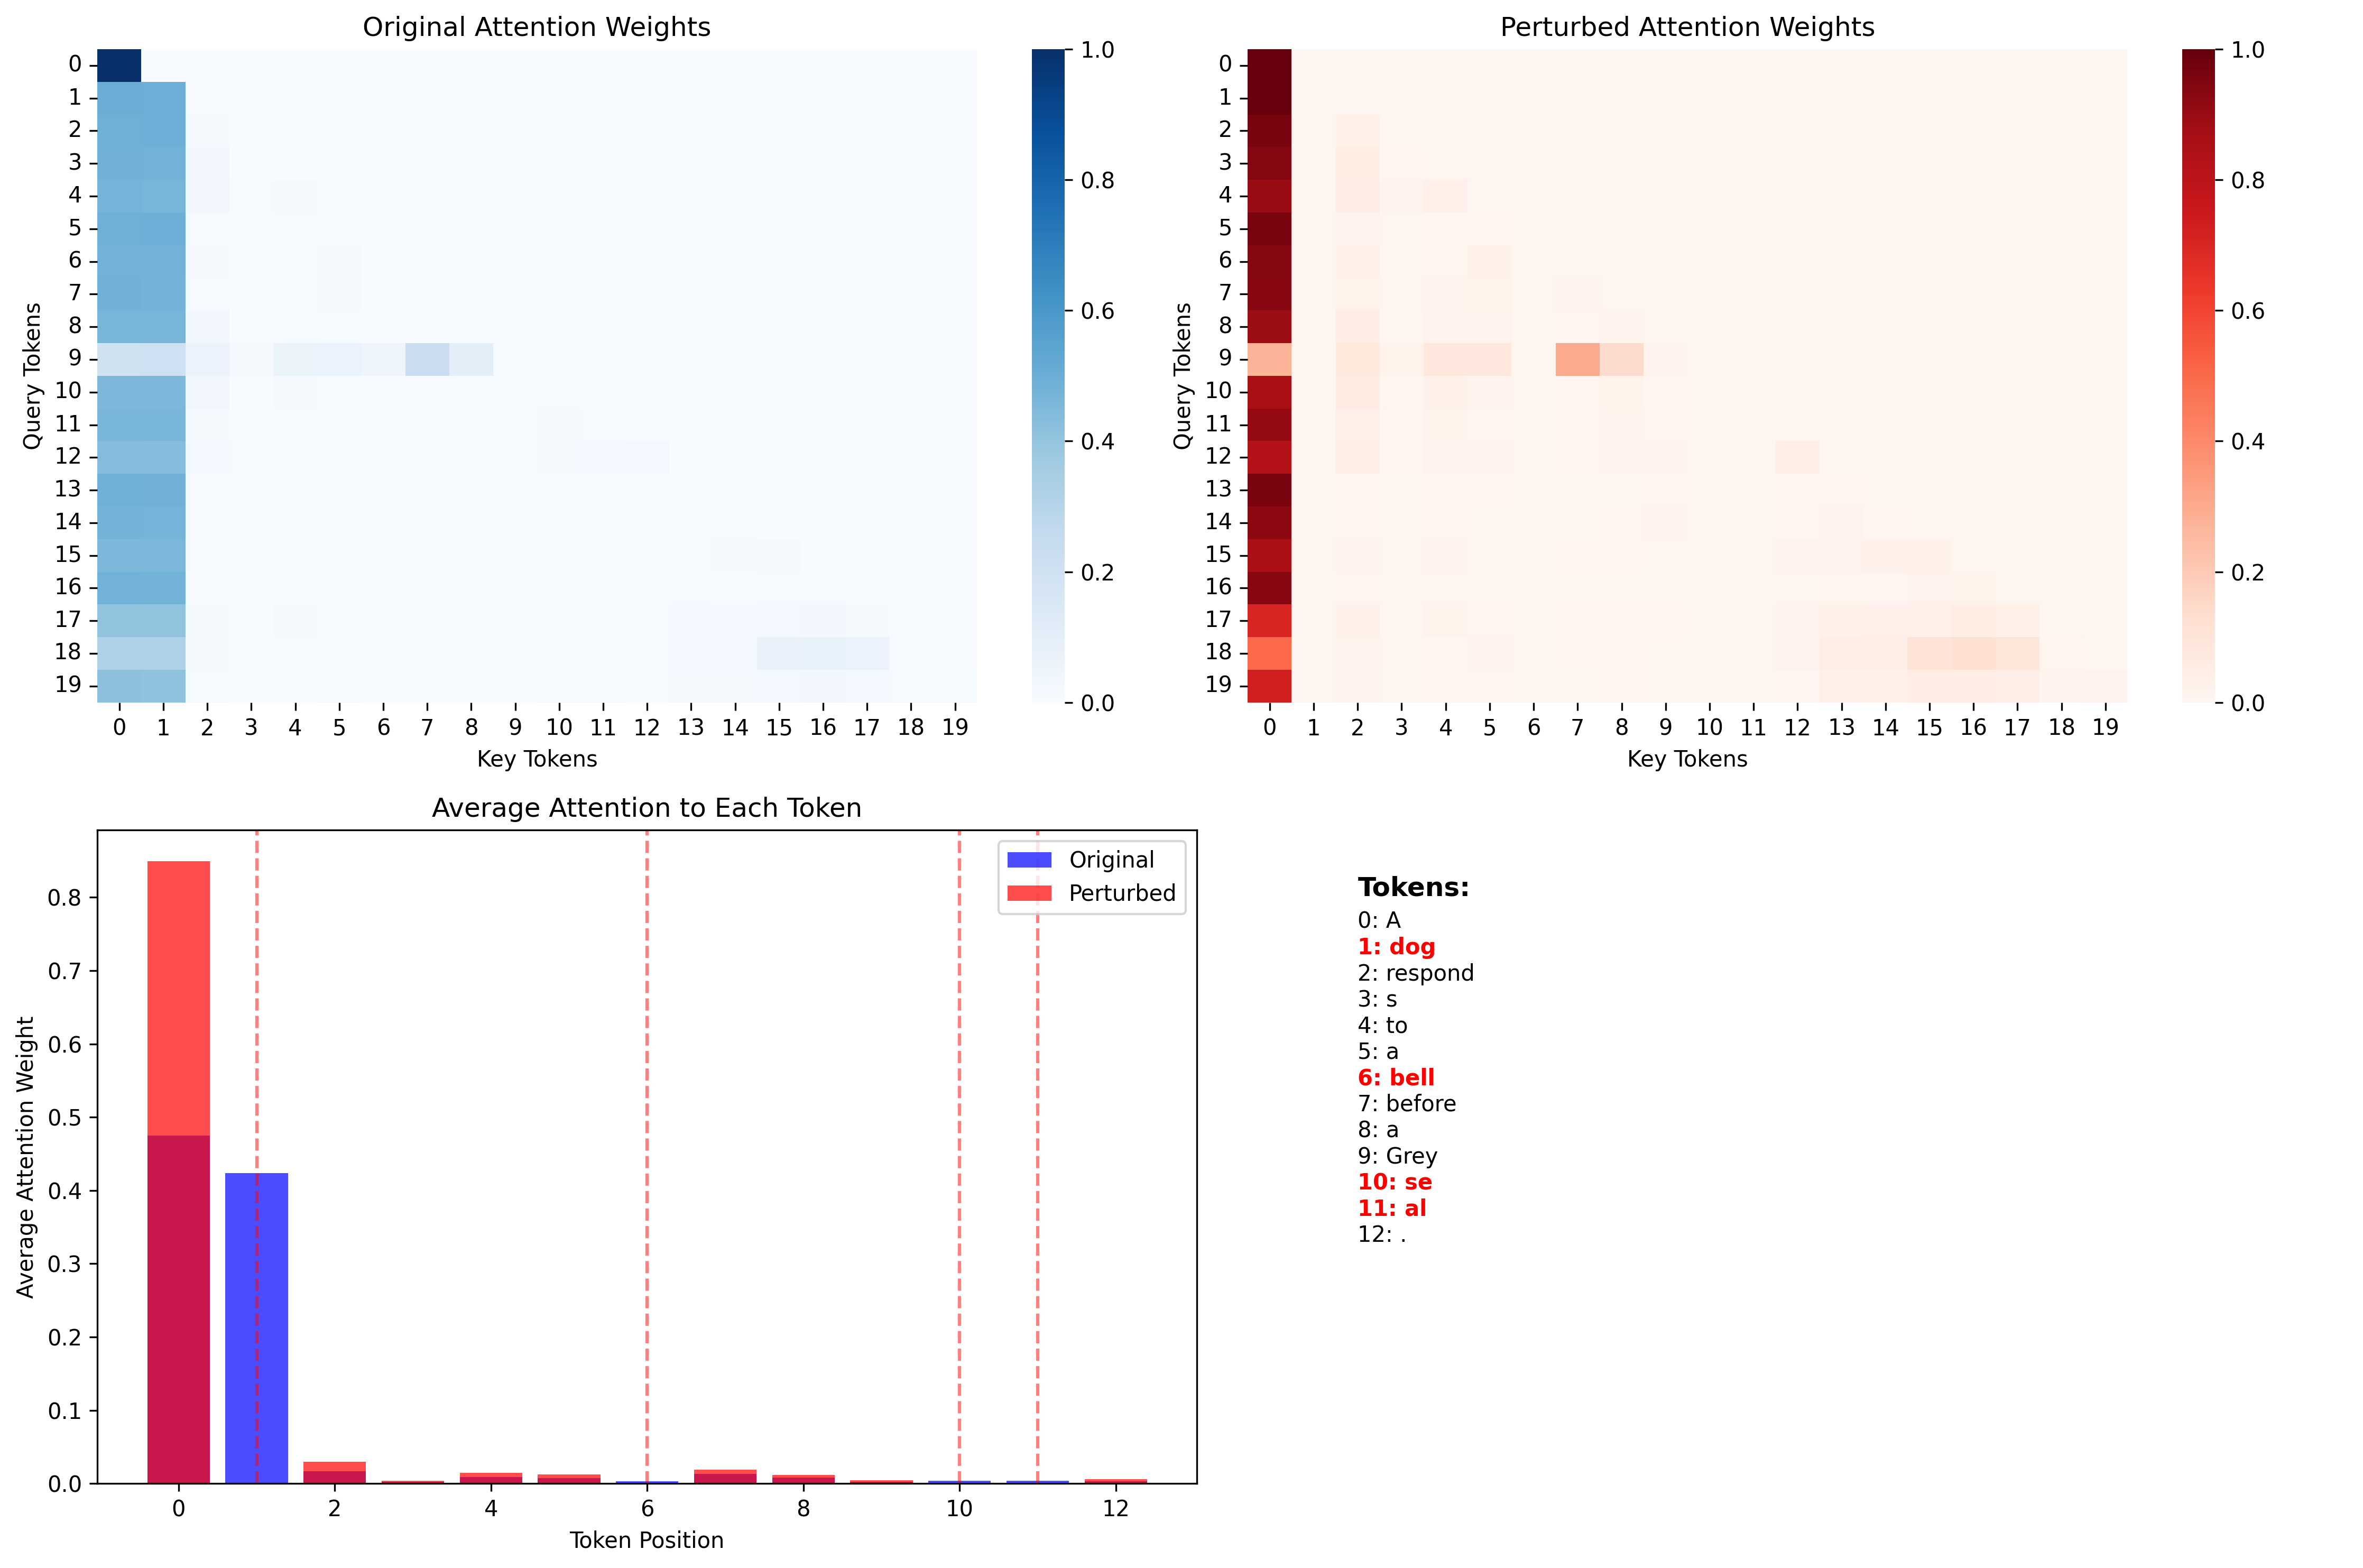 Original Attention Weights
0
1
2
3
4
5
6
7
8
9
10
11
12
13
14
15
16
17
18
19
Query Tokens
0 1 2 3 4 5 6 7 8 9 10 11 12 13 14 15 16 17 18 19
Key Tokens
1.0
0.8
0.6
0.4
0.2
0.0
Perturbed Attention Weights
0
1
2
3
4
5
6
7
8
9
10
11
12
13
14
15
16
17
18
19
Query Tokens
0 1 2 3 4 5 6 7 8 9 10 11 12 13 14 15 16 17 18 19
Key Tokens
1.0
0.8
0.6
0.4
0.2
0.0
Average Attention to Each Token
Original
Perturbed
0.8
0.7
0.6
0.5
0.4
0.3
0.2
0.1
0.0
Average Attention Weight
0 2 4 6 8 10 12
Token Position
Tokens:
0: A
1: dog
2: respond
3: s
4: to
5: a
6: bell
7: before
8: a
9: Grey
10: se
11: al
12: .